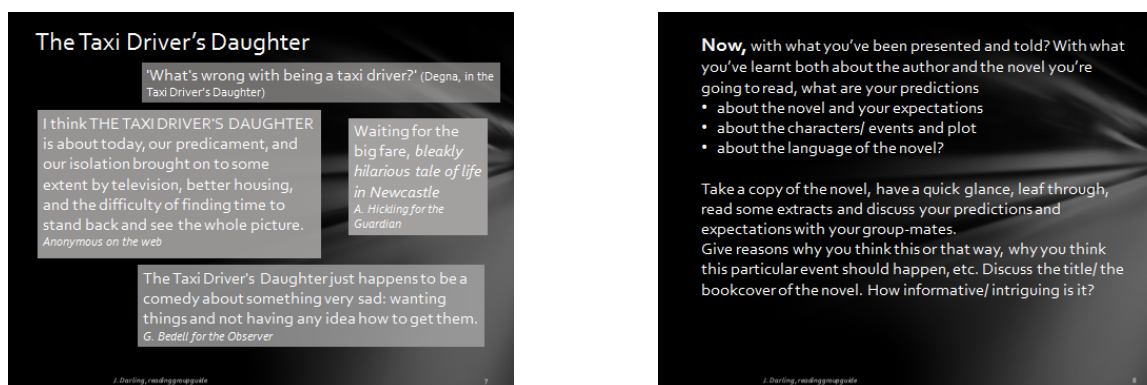 The Taxi Driver's Daughter
'What's wrong with being a taxi driver?' (Degna, in the
Taxi Driver's Daughter)
I think THE TAXI DRIVER'S DAUGHTER
is about today, our predicament, and
our isolation brought on to some
extent by television, better housing,
and the difficulty of finding time to
stand back and see the whole picture.
Anonymous on the web
Waiting for the
big fare, bleakly
hilarious tale of life
in Newcastle
A. Hickling for the
Guardian
The Taxi Driver's Daughter just happens to be a
comedy about something very sad: wanting
things and not having any idea how to get them.
G. Bedell for the Observer
J. Darling, reading group guide
7
Now, with what you've been presented and told? With what
you've learnt both about the author and the novel you're
going to read, what are your predictions
• about the novel and your expectations
• about the characters/ events and plot
• about the language of the novel?
Take a copy of the novel, have a quick glance, leaf through,
read some extracts and discuss your predictions and
expectations with your group-mates.
Give reasons why you think this or that way, why you think
this particular event should happen, etc. Discuss the title/ the
bookcover of the novel. How informative/ intriguing is it?
J. Darling, reading group guide
8